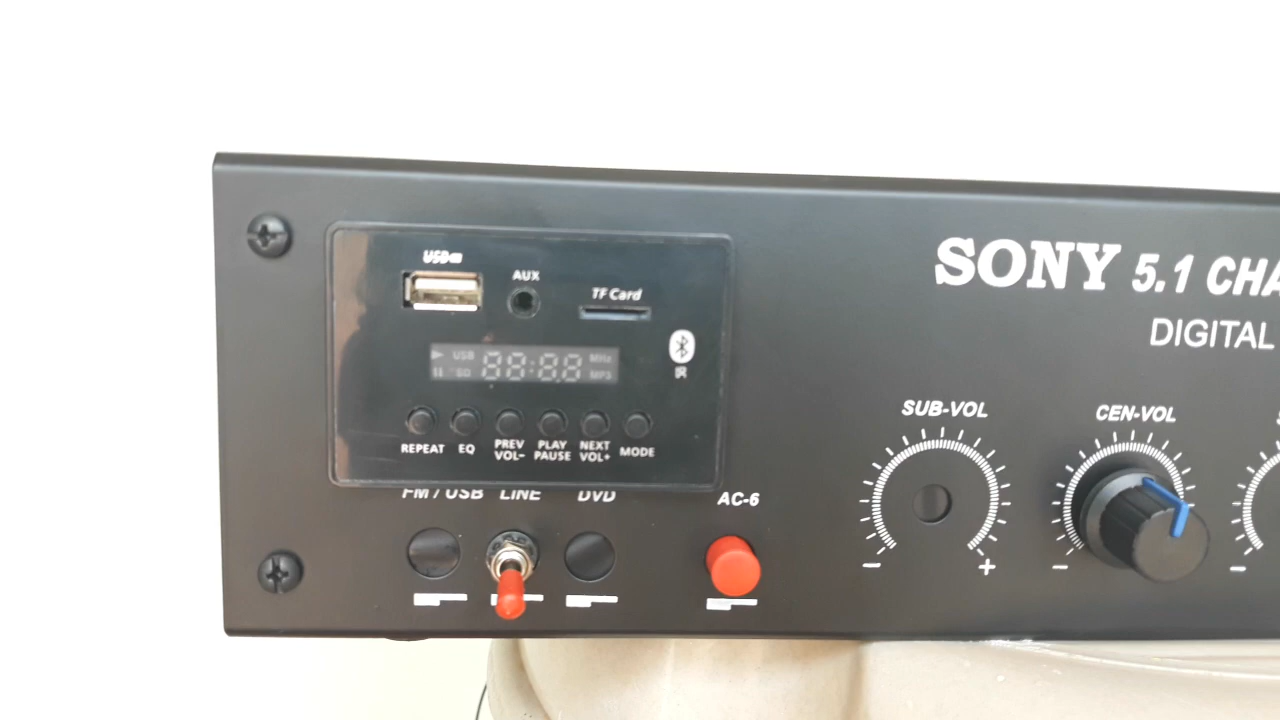 USB
AUX
TF Card
SONY 5.1 CHA
DIGITAL
USB 88:88 MHz
MP3
IR
REPEAT EQ PREV VOL- PLAY PAUSE NEXT VOL+ MODE
FM / USB LINE DVD AC-6
SUB-VOL
CEN-VOL
- +
-
-